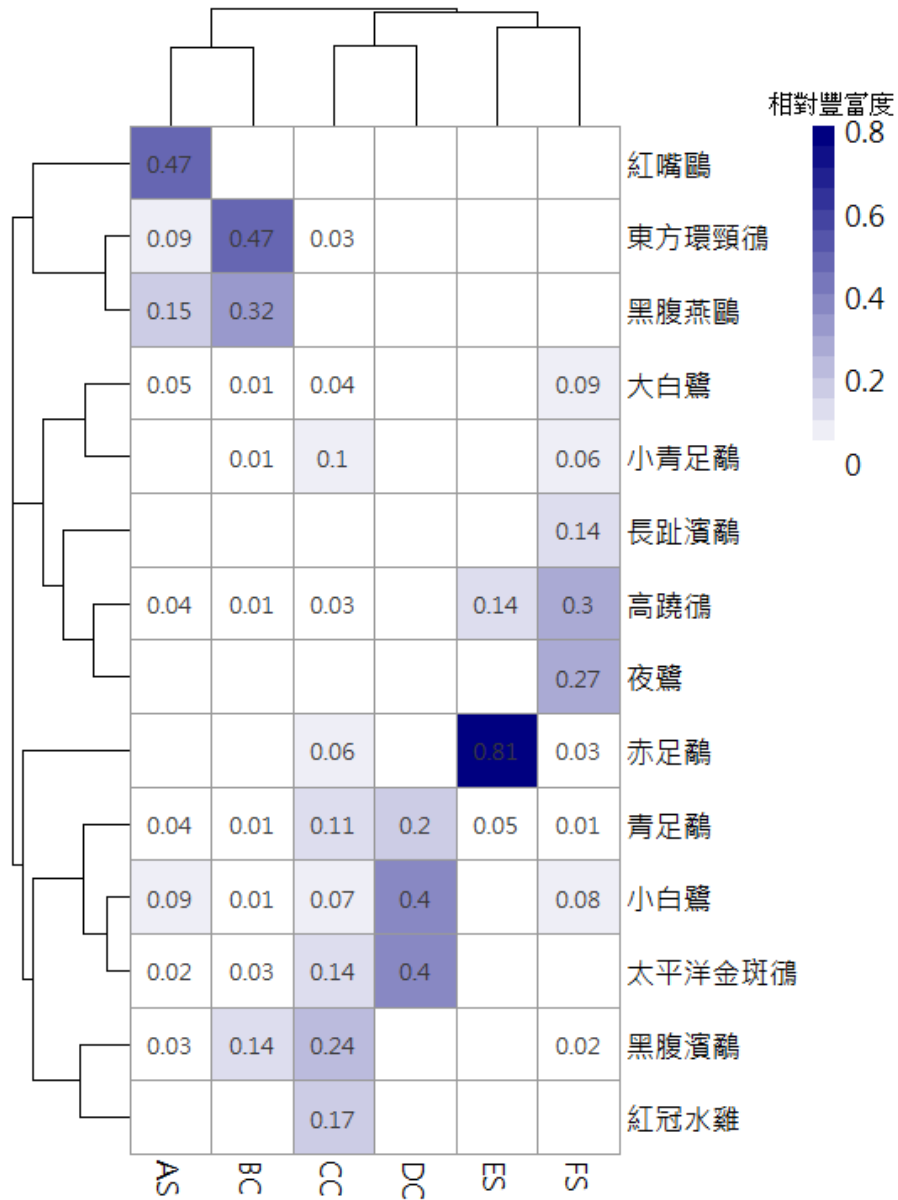 相對豐富度
0.8
0.6
0.4
0.2
0
0.47 紅嘴鷗
0.09 0.47 0.03 東方環頸鴴
0.15 0.32 黑腹燕鷗
0.05 0.01 0.04 0.09 大白鷺
0.01 0.1 0.06 小青足鷸
0.14 長趾濱鷸
0.04 0.01 0.03 0.14 0.3 高蹺鴴
0.27 夜鷺
0.06 0.81 0.03 赤足鷸
0.04 0.01 0.11 0.2 0.05 0.01 青足鷸
0.09 0.01 0.07 0.4 0.08 小白鷺
0.02 0.03 0.14 0.4 太平洋金斑鴴
0.03 0.14 0.24 0.02 黑腹濱鷸
0.17 紅冠水雞
AS BC CC DC ES FS